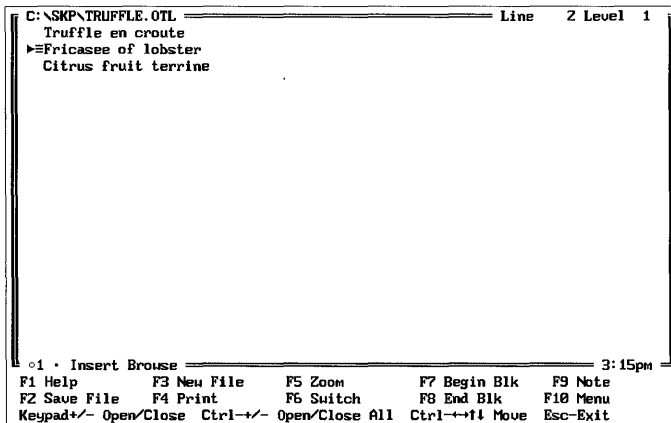 C:\SKP\TRUFFLE.OTL Line 2 Level 1
Truffle en croute
►≡Fricasee of lobster
Citrus fruit terrine
○1 · Insert Browse 3:15pm
F1 Help F3 New File F5 Zoom F7 Begin Blk F9 Note
F2 Save File F4 Print F6 Switch F8 End Blk F10 Menu
Keypad+/- Open/Close Ctrl-+/- Open/Close All Ctrl-←→↑↓ Move Esc-Exit